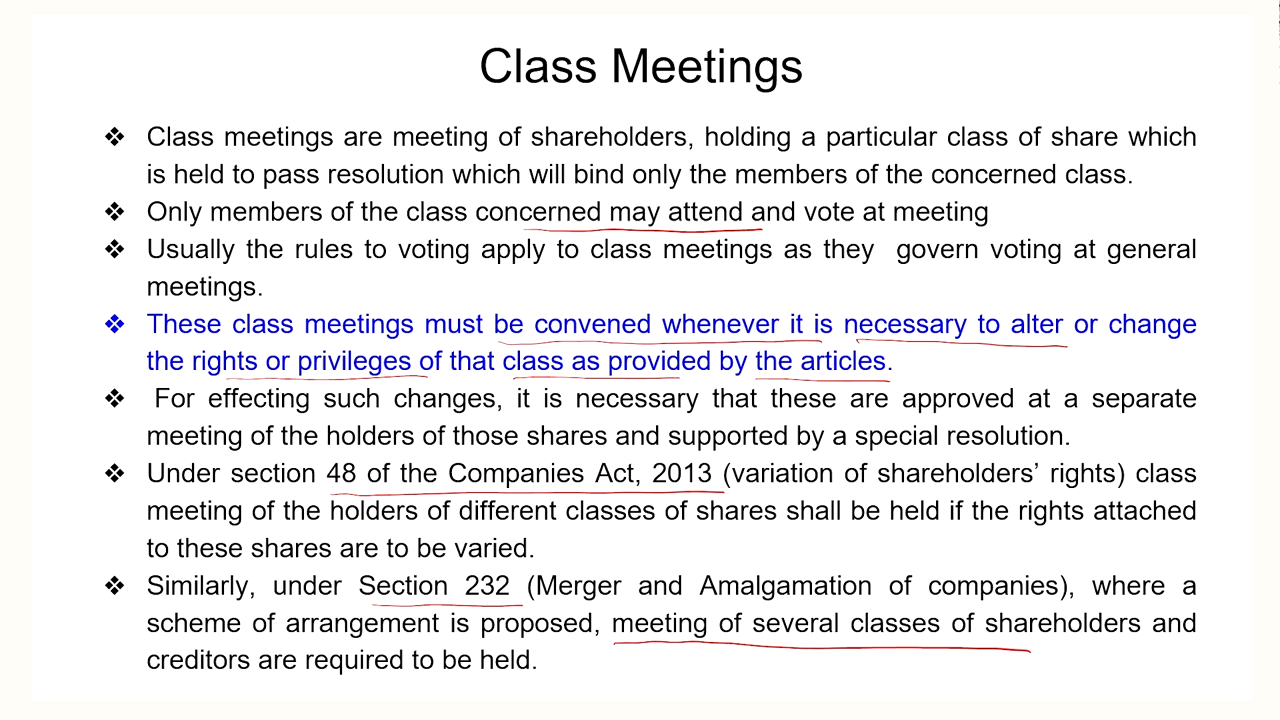 Class Meetings
❖ Class meetings are meeting of shareholders, holding a particular class of share which
is held to pass resolution which will bind only the members of the concerned class.
❖ Only members of the class concerned may attend and vote at meeting
❖ Usually the rules to voting apply to class meetings as they govern voting at general
meetings.
❖ These class meetings must be convened whenever it is necessary to alter or change
the rights or privileges of that class as provided by the articles.
❖ For effecting such changes, it is necessary that these are approved at a separate
meeting of the holders of those shares and supported by a special resolution.
❖ Under section 48 of the Companies Act, 2013 (variation of shareholders’ rights) class
meeting of the holders of different classes of shares shall be held if the rights attached
to these shares are to be varied.
❖ Similarly, under Section 232 (Merger and Amalgamation of companies), where a
scheme of arrangement is proposed, meeting of several classes of shareholders and
creditors are required to be held.